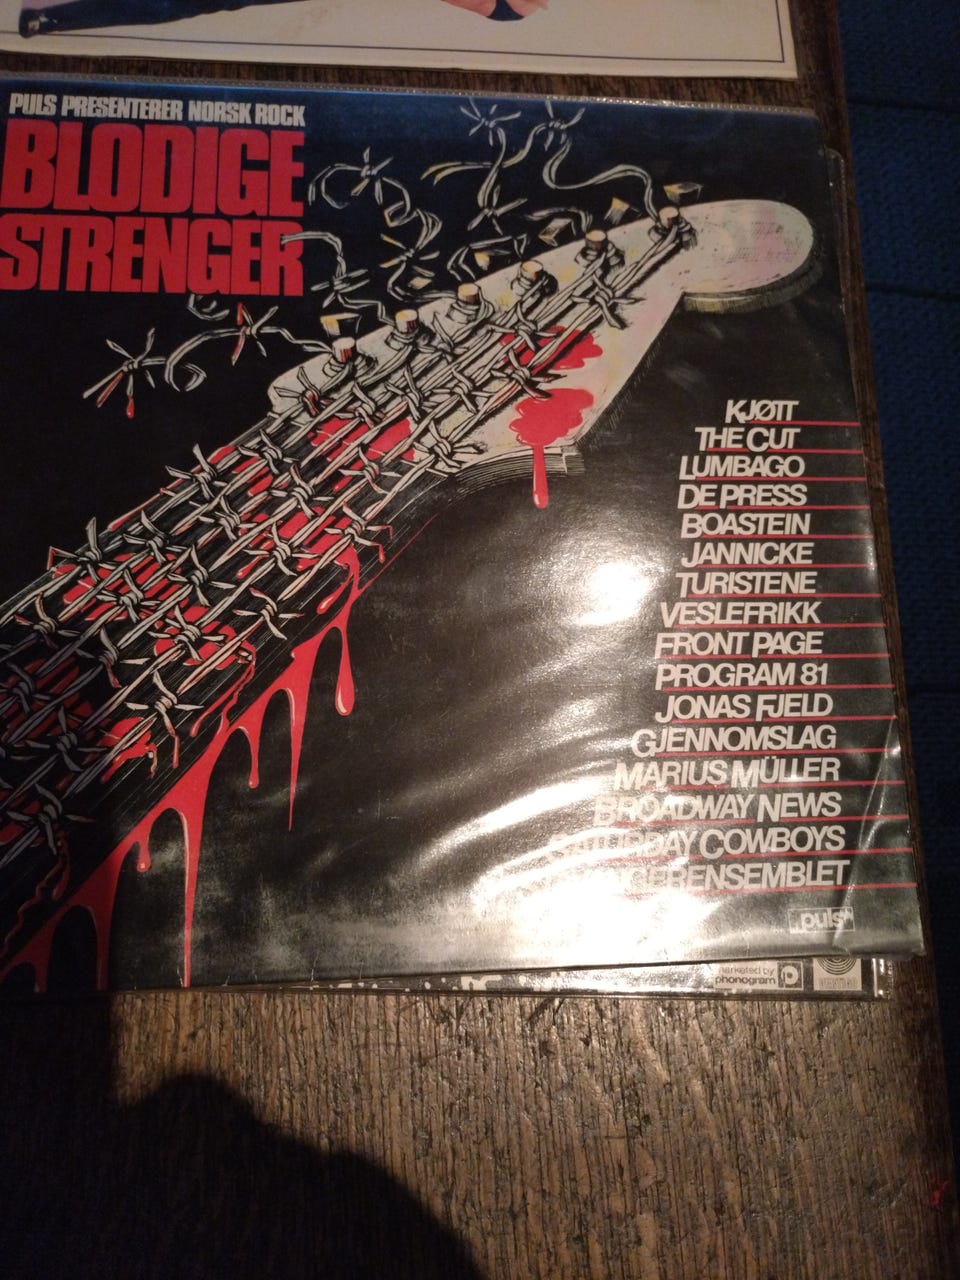 PULS PRESENTERER NORSK ROCK
BLODIGE
STRENGER
KJØTT
THE CUT
LUMBAGO
DE PRESS
BOASTEIN
JANNICKE
TURISTENE
VESLEFRIKK
FRONT PAGE
PROGRAM 81
JONAS FJELD
GJENNOMSLAG
MARIUS MÜLLER
BROADWAY NEWS
SATURDAY COWBOYS
puls
marketed by
phonogram